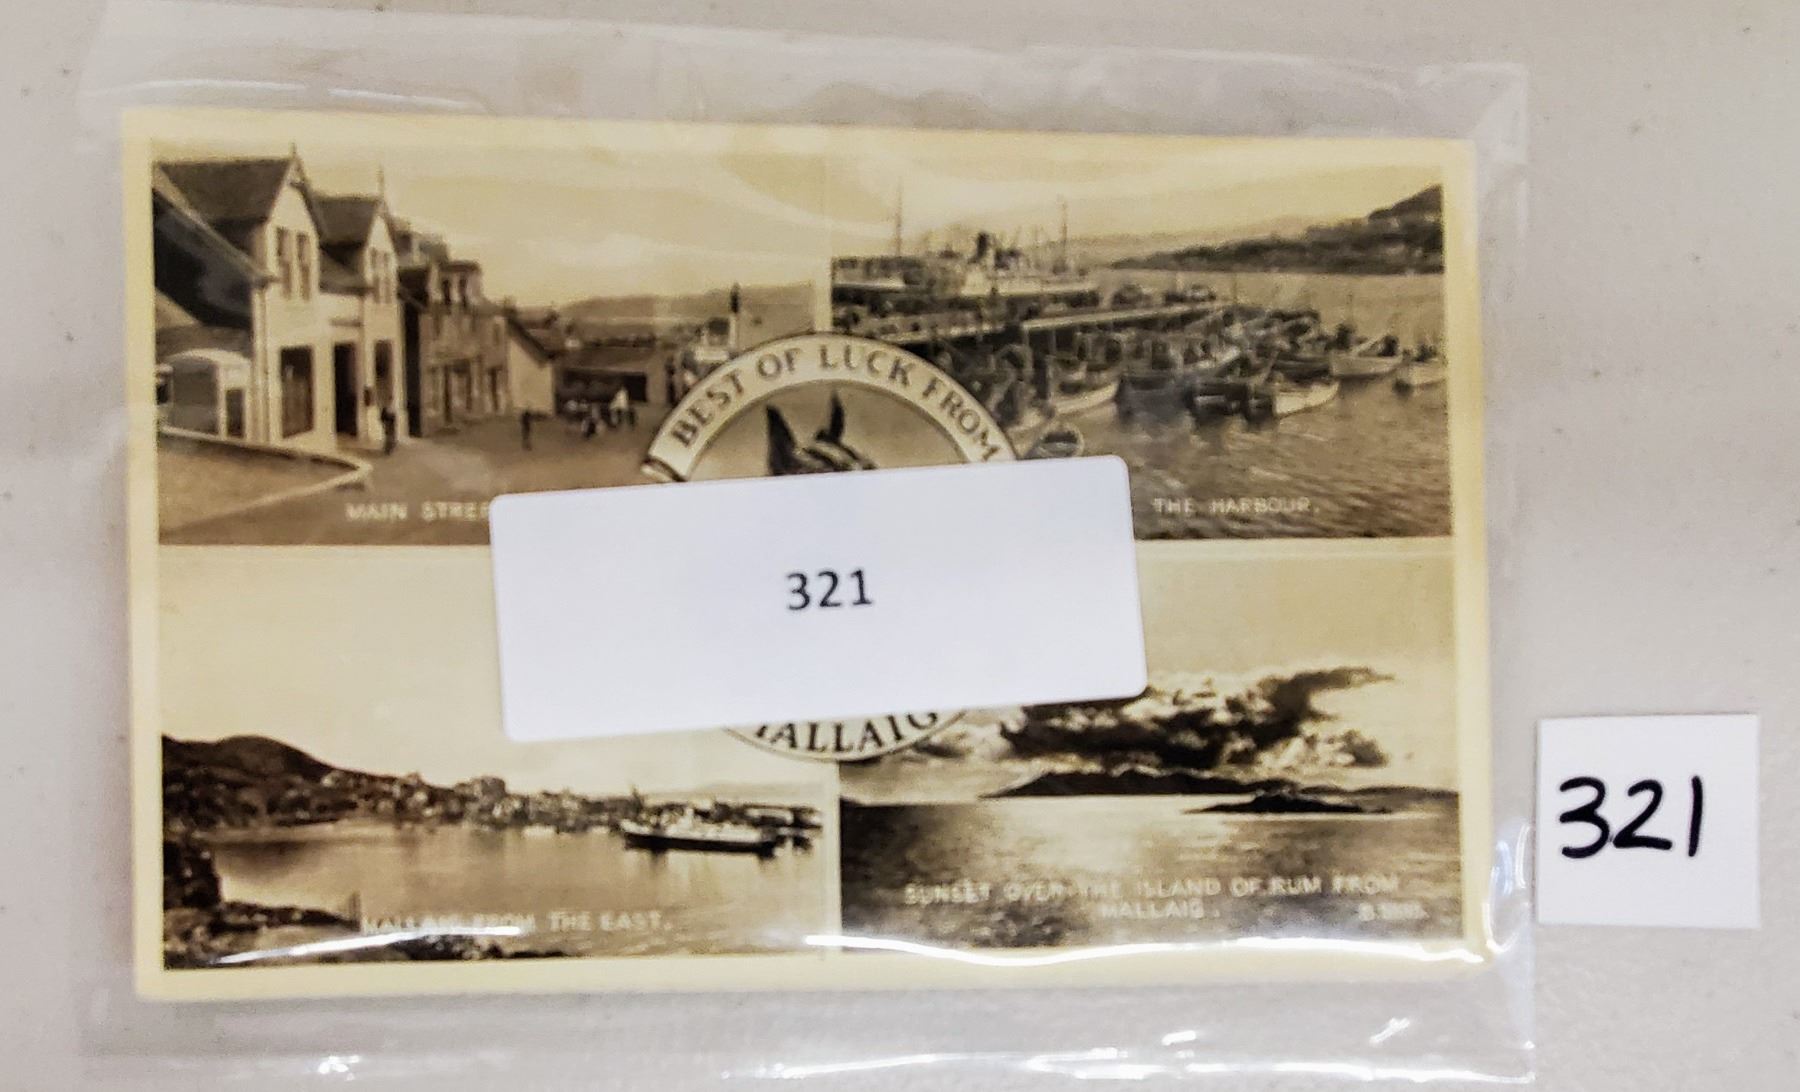 BEST OF LUCK FROM
MAIN STREE
THE HARBOUR.
321
MALLAIG
MALLAIG FROM THE EAST.
SUNSET OVER THE ISLAND OF RUM FROM
MALLAIG.
321